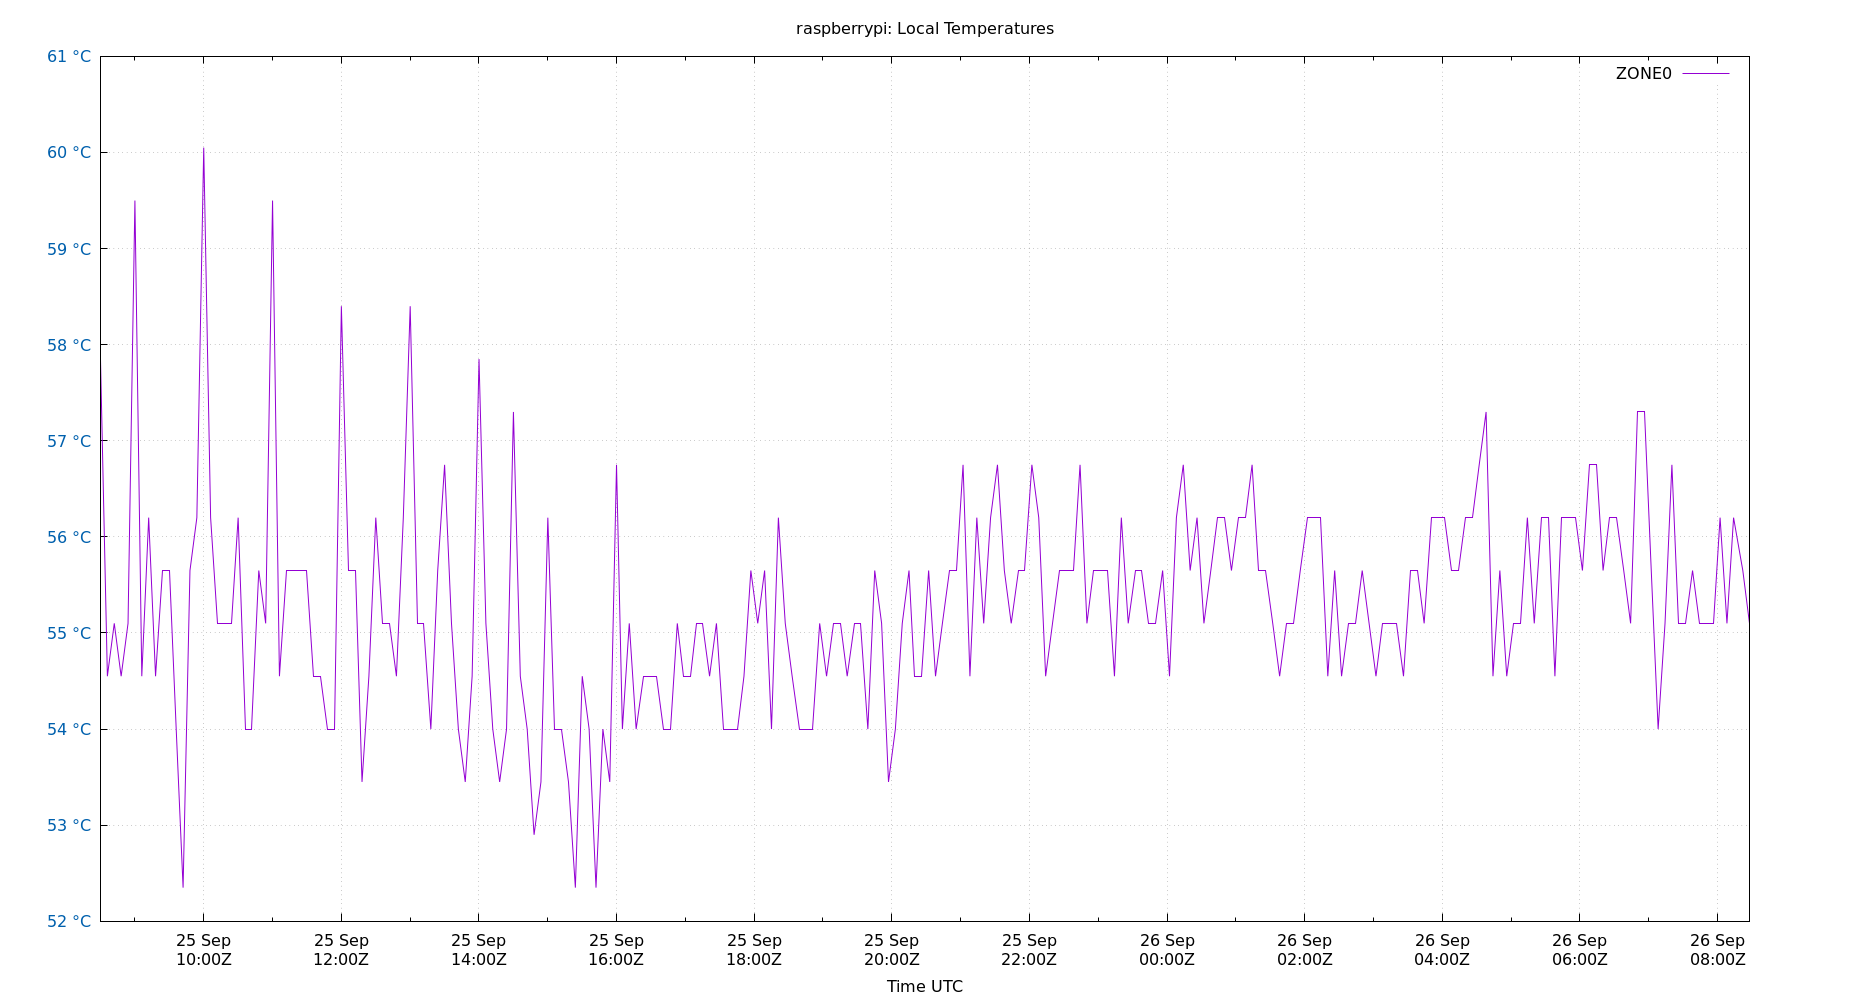 raspberrypi: Local Temperatures
61 °C
ZONE0
60 °C
59 °C
58 °C
57 °C
56 °C
55 °C
54 °C
53 °C
52 °C
25 Sep 25 Sep 25 Sep 25 Sep 25 Sep 25 Sep 25 Sep 26 Sep 26 Sep 26 Sep 26 Sep 26 Sep
10:00Z 12:00Z 14:00Z 16:00Z 18:00Z 20:00Z 22:00Z 00:00Z 02:00Z 04:00Z 06:00Z 08:00Z
Time UTC